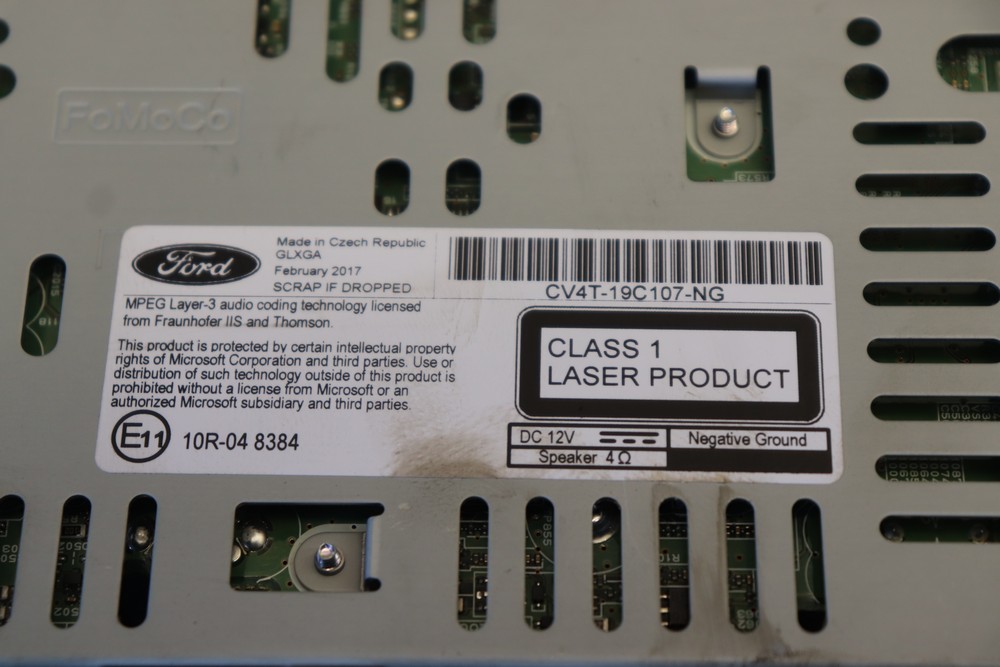 FoMoCo
Ford
Made in Czech Republic
GLXGA
February 2017
SCRAP IF DROPPED
CV4T-19C107-NG
MPEG Layer-3 audio coding technology licensed
from Fraunhofer IIS and Thomson.
This product is protected by certain intellectual property
rights of Microsoft Corporation and third parties. Use or
distribution of such technology outside of this product is
prohibited without a license from Microsoft or an
authorized Microsoft subsidiary and third parties.
E11 10R-04 8384
CLASS 1
LASER PRODUCT
DC 12V
Negative Ground
Speaker 4Ω